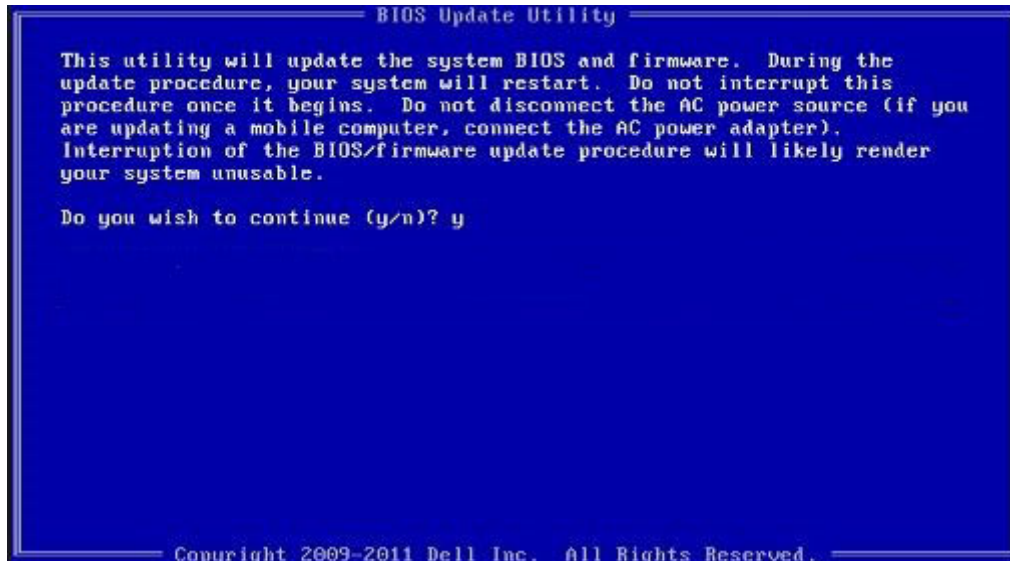 BIOS Update Utility
This utility will update the system BIOS and firmware.  During the
update procedure, your system will restart.  Do not interrupt this
procedure once it begins.  Do not disconnect the AC power source (if you
are updating a mobile computer, connect the AC power adapter).
Interruption of the BIOS/firmware update procedure will likely render
your system unusable.
Do you wish to continue (y/n)? y
Copyright 2009-2011 Dell Inc.  All Rights Reserved.